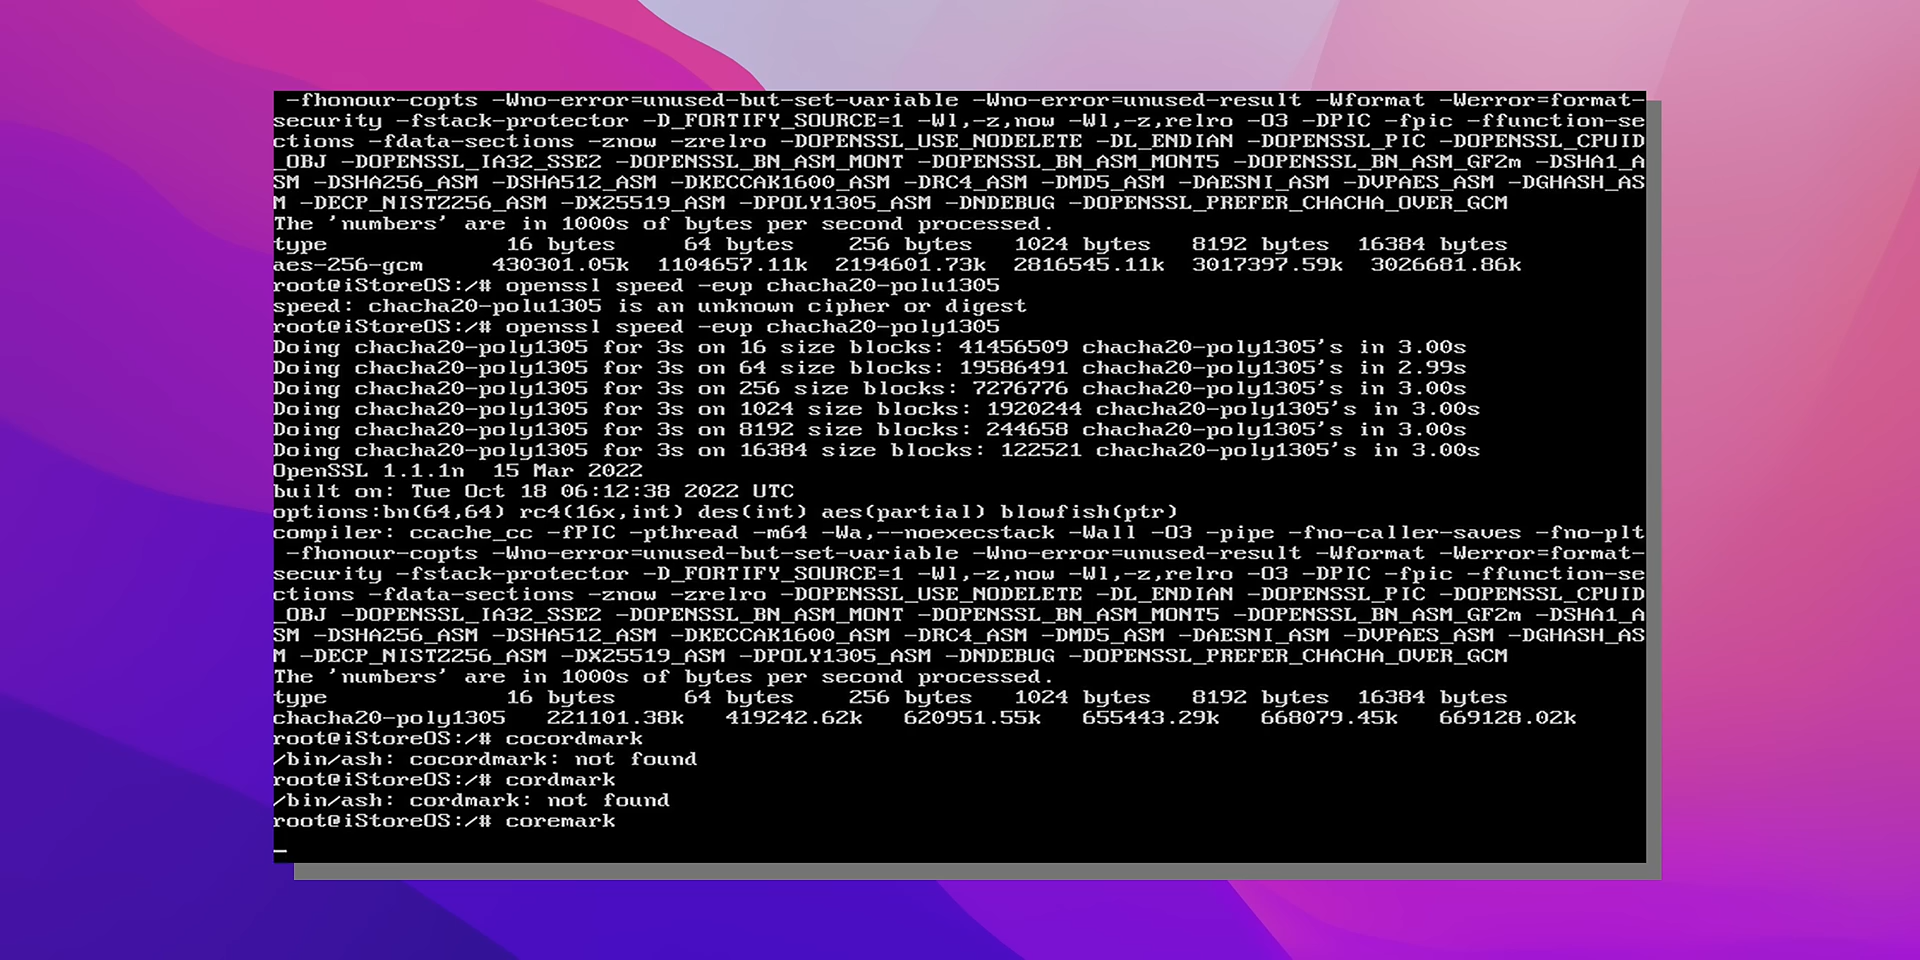 -fhonour-copts -Wno-error=unused-but-set-variable -Wno-error=unused-result -Wformat -Werror=format-
security -fstack-protector -D_FORTIFY_SOURCE=1 -Wl,-z,now -Wl,-z,relro -O3 -DPIC -fpic -ffunction-se
ctions -fdata-sections -znow -zrelro -DOPENSSL_USE_NODELETE -DL_ENDIAN -DOPENSSL_PIC -DOPENSSL_CPUID
_OBJ -DOPENSSL_IA32_SSE2 -DOPENSSL_BN_ASM_MONT -DOPENSSL_BN_ASM_MONT5 -DOPENSSL_BN_ASM_GF2m -DSHA1_A
SM -DSHA256_ASM -DSHA512_ASM -DKECCAK1600_ASM -DRC4_ASM -DMD5_ASM -DAESNI_ASM -DVPAES_ASM -DGHASH_AS
M -DECP_NISTZ256_ASM -DX25519_ASM -DPOLY1305_ASM -DNDEBUG -DOPENSSL_PREFER_CHACHA_OVER_GCM
The 'numbers' are in 1000s of bytes per second processed.
type 16 bytes 64 bytes 256 bytes 1024 bytes 8192 bytes 16384 bytes
aes-256-gcm 430301.05k 1104657.11k 2194601.73k 2816545.11k 3017397.59k 3026681.86k
root@iStoreOS:/# openssl speed -evp chacha20-polu1305
speed: chacha20-polu1305 is an unknown cipher or digest
root@iStoreOS:/# openssl speed -evp chacha20-poly1305
Doing chacha20-poly1305 for 3s on 16 size blocks: 41456509 chacha20-poly1305's in 3.00s
Doing chacha20-poly1305 for 3s on 64 size blocks: 19586491 chacha20-poly1305's in 2.99s
Doing chacha20-poly1305 for 3s on 256 size blocks: 7276776 chacha20-poly1305's in 3.00s
Doing chacha20-poly1305 for 3s on 1024 size blocks: 1920244 chacha20-poly1305's in 3.00s
Doing chacha20-poly1305 for 3s on 8192 size blocks: 244658 chacha20-poly1305's in 3.00s
Doing chacha20-poly1305 for 3s on 16384 size blocks: 122521 chacha20-poly1305's in 3.00s
OpenSSL 1.1.1n  15 Mar 2022
built on: Tue Oct 18 06:12:38 2022 UTC
options:bn(64,64) rc4(16x,int) des(int) aes(partial) blowfish(ptr)
compiler: ccache_cc -fPIC -pthread -m64 -Wa,--noexecstack -Wall -O3 -pipe -fno-caller-saves -fno-plt
-fhonour-copts -Wno-error=unused-but-set-variable -Wno-error=unused-result -Wformat -Werror=format-
security -fstack-protector -D_FORTIFY_SOURCE=1 -Wl,-z,now -Wl,-z,relro -O3 -DPIC -fpic -ffunction-se
ctions -fdata-sections -znow -zrelro -DOPENSSL_USE_NODELETE -DL_ENDIAN -DOPENSSL_PIC -DOPENSSL_CPUID
_OBJ -DOPENSSL_IA32_SSE2 -DOPENSSL_BN_ASM_MONT -DOPENSSL_BN_ASM_MONT5 -DOPENSSL_BN_ASM_GF2m -DSHA1_A
SM -DSHA256_ASM -DSHA512_ASM -DKECCAK1600_ASM -DRC4_ASM -DMD5_ASM -DAESNI_ASM -DVPAES_ASM -DGHASH_AS
M -DECP_NISTZ256_ASM -DX25519_ASM -DPOLY1305_ASM -DNDEBUG -DOPENSSL_PREFER_CHACHA_OVER_GCM
The 'numbers' are in 1000s of bytes per second processed.
type 16 bytes 64 bytes 256 bytes 1024 bytes 8192 bytes 16384 bytes
chacha20-poly1305 221101.38k 419242.62k 620951.55k 655443.29k 668079.45k 669128.02k
root@iStoreOS:/# cocordmark
/bin/ash: cocordmark: not found
root@iStoreOS:/# cordmark
/bin/ash: cordmark: not found
root@iStoreOS:/# coremark
_